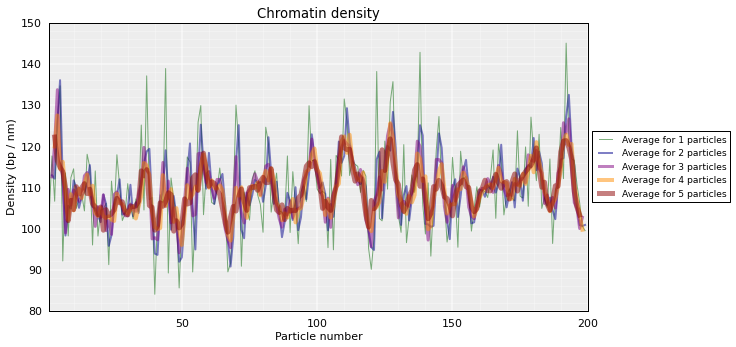 Chromatin density
150
140
130
120
110
100
90
80
Density (bp / nm)
50
100
150
200
Particle number
Average for 1 particles
Average for 2 particles
Average for 3 particles
Average for 4 particles
Average for 5 particles